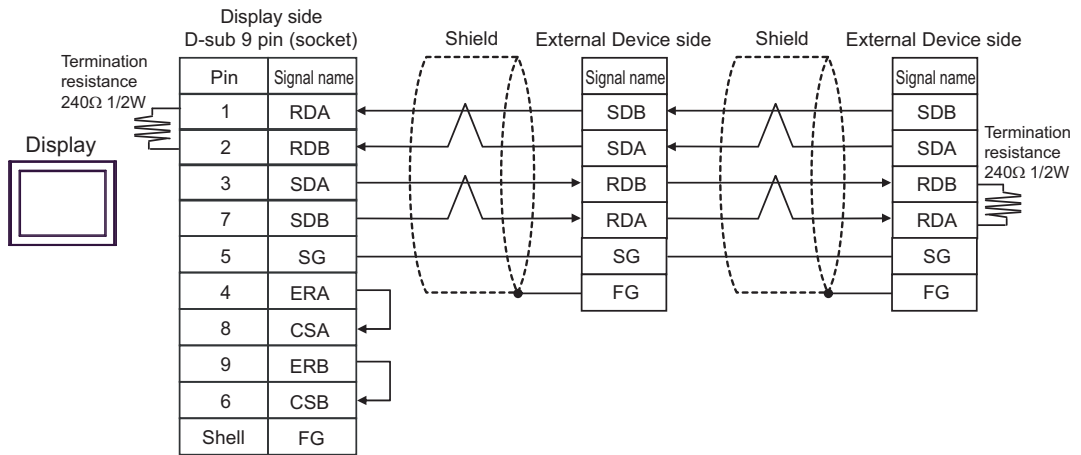 Display side
D-sub 9 pin (socket)
Shield
External Device side
Shield
External Device side
Termination
resistance
240Ω 1/2W
Display
Pin Signal name
1 RDA
2 RDB
3 SDA
7 SDB
5 SG
4 ERA
8 CSA
9 ERB
6 CSB
Shell FG
Signal name
SDB
SDA
RDB
RDA
SG
FG
Signal name
SDB
SDA
RDB
RDA
SG
FG
Termination
resistance
240Ω 1/2W